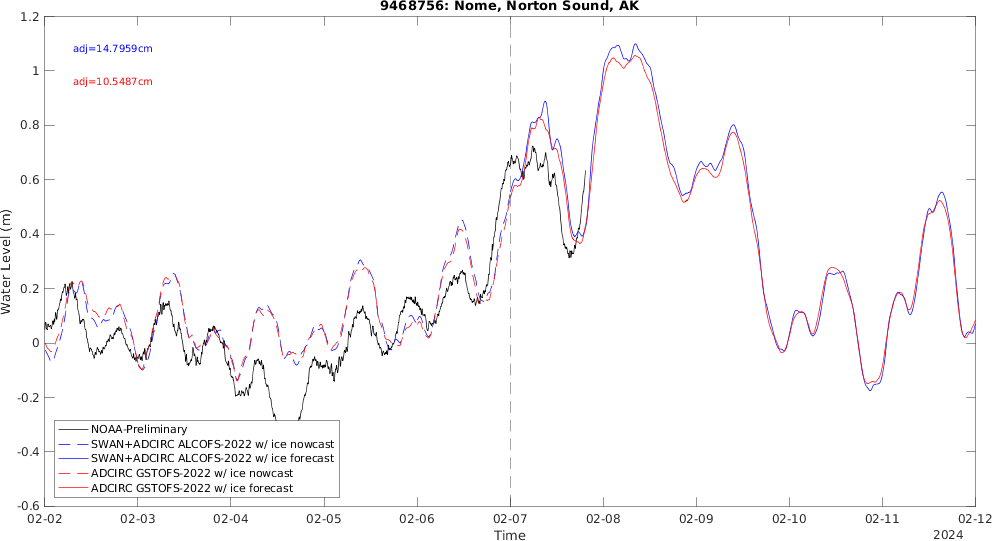 9468756: Nome, Norton Sound, AK
adj=14.7959cm
adj=10.5487cm
Water Level (m)
1.2
1
0.8
0.6
0.4
0.2
0
-0.2
-0.4
-0.6
NOAA-Preliminary
SWAN+ADCIRC ALCOFS-2022 w/ ice nowcast
SWAN+ADCIRC ALCOFS-2022 w/ ice forecast
ADCIRC GSTOFS-2022 w/ ice nowcast
ADCIRC GSTOFS-2022 w/ ice forecast
02-02 02-03 02-04 02-05 02-06 02-07 02-08 02-09 02-10 02-11 02-12
Time
2024